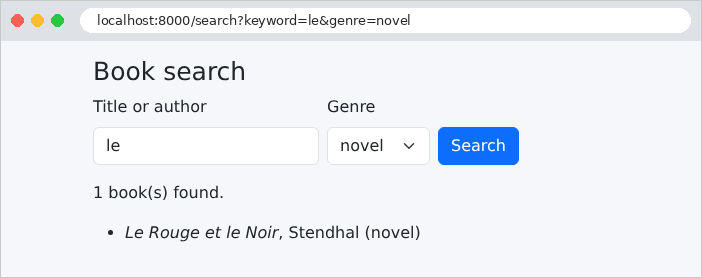 localhost:8000/search?keyword=le&genre=novel
Book search
Title or author Genre
le novel Search
1 book(s) found.
• Le Rouge et le Noir, Stendhal (novel)